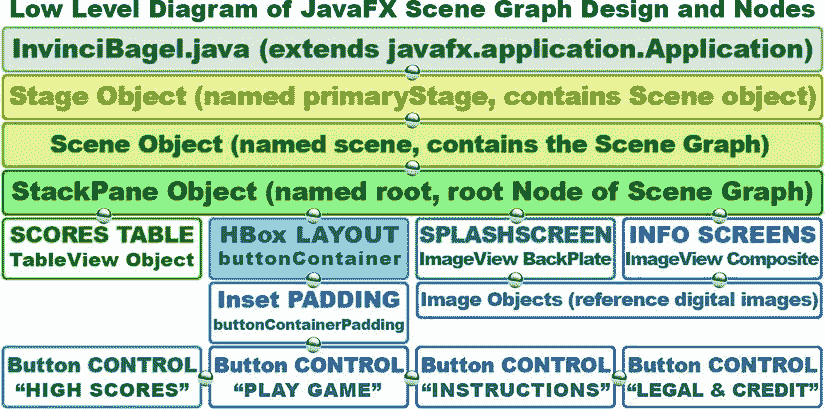 Low Level Diagram of JavaFX Scene Graph Design and Nodes
InvinciBagel.java (extends javafx.application.Application)
Stage Object (named primaryStage, contains Scene object)
Scene Object (named scene, contains the Scene Graph)
StackPane Object (named root, root Node of Scene Graph)
SCORES TABLE
TableView Object
HBox LAYOUT
buttonContainer
SPLASHSCREEN
ImageView BackPlate
INFO SCREENS
ImageView Composite
Inset PADDING
buttonContainerPadding
Image Objects (reference digital images)
Button CONTROL
“HIGH SCORES”
Button CONTROL
“PLAY GAME”
Button CONTROL
“INSTRUCTIONS”
Button CONTROL
“LEGAL & CREDIT”